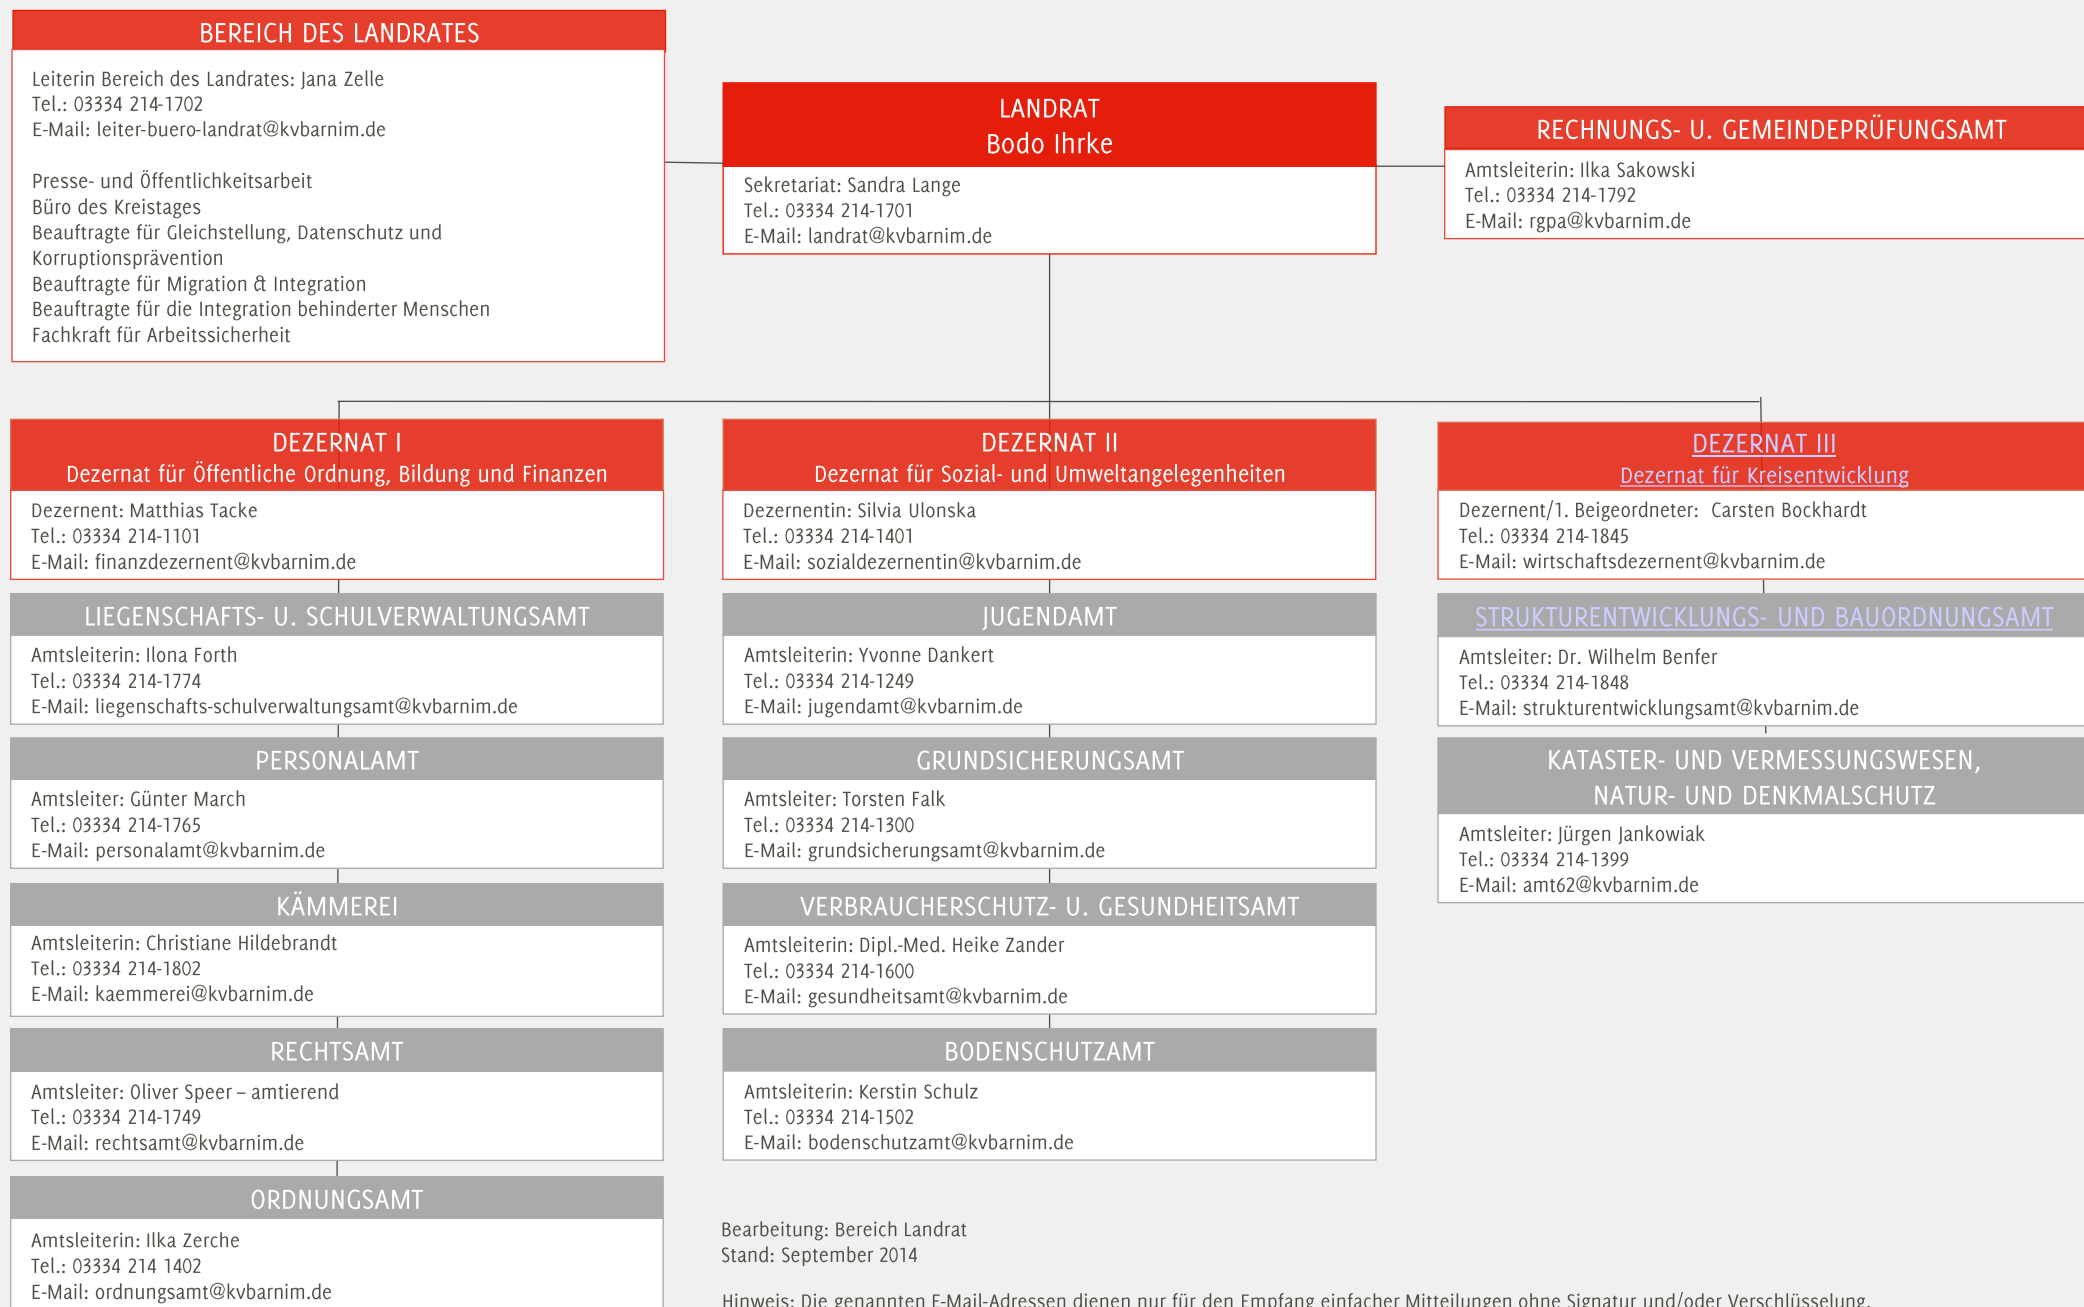 BEREICH DES LANDRATES
Leiterin Bereich des Landrates: Jana Zelle
Tel.: 03334 214-1702
E-Mail: leiter-buero-landrat@kvbarnim.de
Presse- und Öffentlichkeitsarbeit
Büro des Kreistages
Beauftragte für Gleichstellung, Datenschutz und
Korruptionsprävention
Beauftragte für Migration & Integration
Beauftragte für die Integration behinderter Menschen
Fachkraft für Arbeitssicherheit
LANDRAT
Bodo Ihrke
Sekretariat: Sandra Lange
Tel.: 03334 214-1701
E-Mail: landrat@kvbarnim.de
RECHNUNGS- U. GEMEINDEPRÜFUNGSAMT
Amtsleiterin: Ilka Sakowski
Tel.: 03334 214-1792
E-Mail: rgpa@kvbarnim.de
DEZERNAT I
Dezernat für Öffentliche Ordnung, Bildung und Finanzen
Dezernent: Matthias Tacke
Tel.: 03334 214-1101
E-Mail: finanzdezernent@kvbarnim.de
LIEGENSCHAFTS- U. SCHULVERWALTUNGSAMT
Amtsleiterin: Ilona Forth
Tel.: 03334 214-1774
E-Mail: liegenschafts-schulverwaltungsamt@kvbarnim.de
PERSONALAMT
Amtsleiter: Günter March
Tel.: 03334 214-1765
E-Mail: personalamt@kvbarnim.de
KÄMMEREI
Amtsleiterin: Christiane Hildebrandt
Tel.: 03334 214-1802
E-Mail: kaemmerei@kvbarnim.de
RECHTSAMT
Amtsleiter: Oliver Speer – amtierend
Tel.: 03334 214-1749
E-Mail: rechtsamt@kvbarnim.de
ORDNUNGSAMT
Amtsleiterin: Ilka Zerche
Tel.: 03334 214 1402
E-Mail: ordnungsamt@kvbarnim.de
DEZERNAT II
Dezernat für Sozial- und Umweltangelegenheiten
Dezernentin: Silvia Ulonska
Tel.: 03334 214-1401
E-Mail: sozialdezernentin@kvbarnim.de
JUGENDAMT
Amtsleiterin: Yvonne Dankert
Tel.: 03334 214-1249
E-Mail: jugendamt@kvbarnim.de
GRUNDSICHERUNGSAMT
Amtsleiter: Torsten Falk
Tel.: 03334 214-1300
E-Mail: grundsicherungsamt@kvbarnim.de
VERBRAUCHERSCHUTZ- U. GESUNDHEITSAMT
Amtsleiterin: Dipl.-Med. Heike Zander
Tel.: 03334 214-1600
E-Mail: gesundheitsamt@kvbarnim.de
BODENSCHUTZAMT
Amtsleiterin: Kerstin Schulz
Tel.: 03334 214-1502
E-Mail: bodenschutzamt@kvbarnim.de
DEZERNAT III
Dezernat für Kreisentwicklung
Dezernent/1. Beigeordneter: Carsten Bockhardt
Tel.: 03334 214-1845
E-Mail: wirtschaftsdezernent@kvbarnim.de
STRUKTURENTWICKLUNGS- UND BAUORDNUNGSAMT
Amtsleiter: Dr. Wilhelm Benfer
Tel.: 03334 214-1848
E-Mail: strukturentwicklungsamt@kvbarnim.de
KATASTER- UND VERMESSUNGSWESEN,
NATUR- UND DENKMALSCHUTZ
Amtsleiter: Jürgen Jankowiak
Tel.: 03334 214-1399
E-Mail: amt62@kvbarnim.de
Bearbeitung: Bereich Landrat
Stand: September 2014
Hinweis: Die genannten E-Mail-Adressen dienen nur für den Empfang einfacher Mitteilungen ohne Signatur und/oder Verschlüsselung.